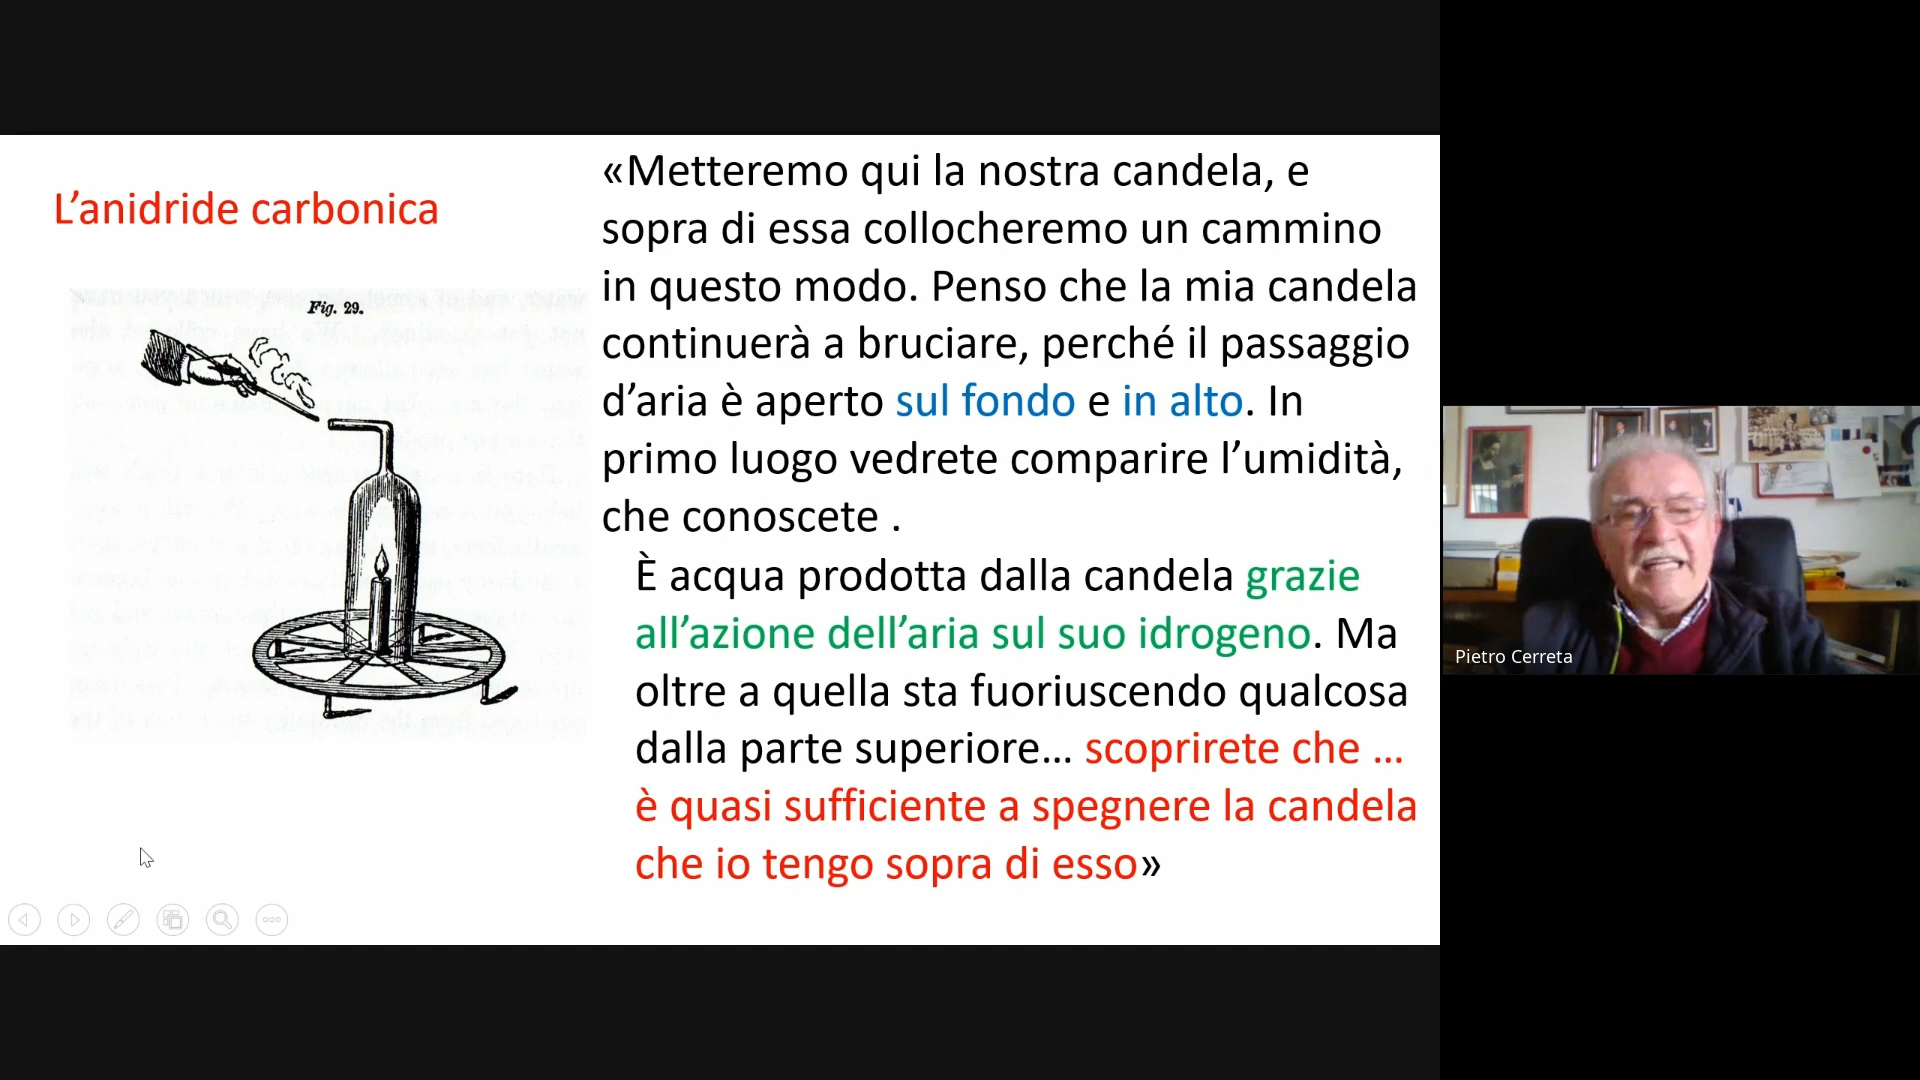 L’anidride carbonica
Fig. 29.
«Metteremo qui la nostra candela, e
sopra di essa collocheremo un cammino
in questo modo. Penso che la mia candela
continuerà a bruciare, perché il passaggio
d’aria è aperto sul fondo e in alto. In
primo luogo vedrete comparire l’umidità,
che conoscete .
È acqua prodotta dalla candela grazie
all’azione dell’aria sul suo idrogeno. Ma
oltre a quella sta fuoriuscendo qualcosa
dalla parte superiore… scoprirete che …
è quasi sufficiente a spegnere la candela
che io tengo sopra di esso»
Pietro Cerreta